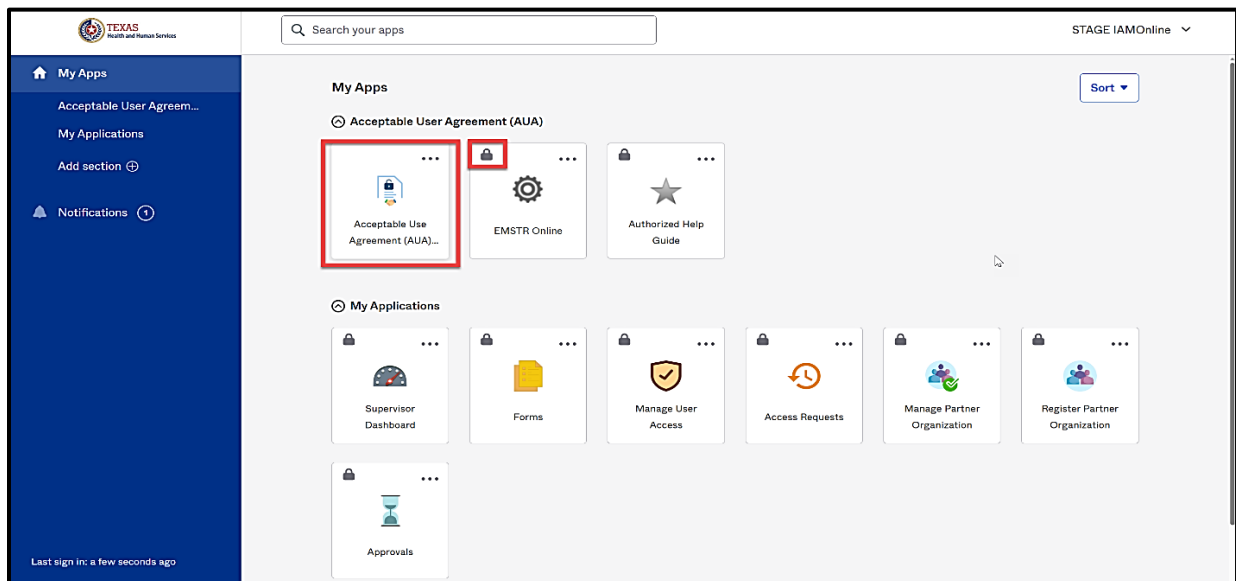 TEXAS
Health and Human Services
Search your apps
STAGE IAMOnline
My Apps
Acceptable User Agreem...
My Applications
Add section
Notifications 1
Last sign in: a few seconds ago
My Apps
Sort
Acceptable User Agreement (AUA)
Acceptable Use
Agreement (AUA)...
EMSTR Online
Authorized Help
Guide
My Applications
Supervisor
Dashboard
Forms
Manage User
Access
Access Requests
Manage Partner
Organization
Register Partner
Organization
Approvals